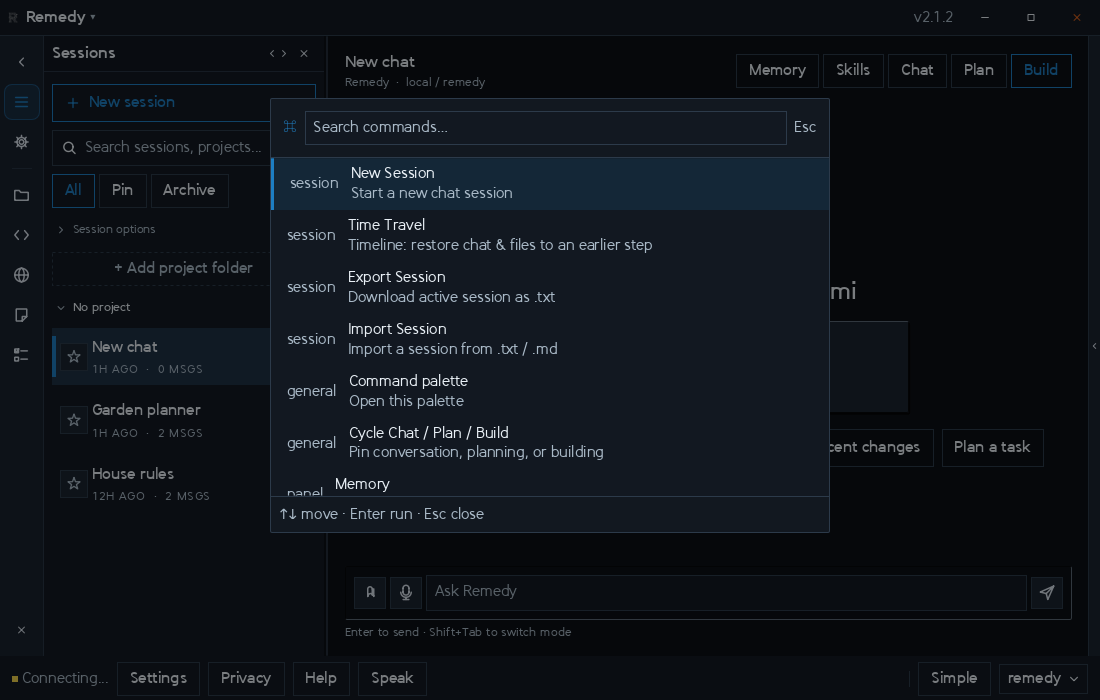 R Remedy
v2.1.2
Sessions
New session
Search sessions, projects...
All Pin Archive
Session options
+ Add project folder
No project
New chat
1H AGO · 0 MSGS
Garden planner
1H AGO · 2 MSGS
House rules
12H AGO · 2 MSGS
New chat
Remedy · local / remedy
Memory Skills Chat Plan Build
Search commands...
Esc
session New Session
Start a new chat session
session Time Travel
Timeline: restore chat & files to an earlier step
session Export Session
Download active session as .txt
session Import Session
Import a session from .txt / .md
general Command palette
Open this palette
general Cycle Chat / Plan / Build
Pin conversation, planning, or building
panel Memory
↑↓ move · Enter run · Esc close
mi
cent changes
Plan a task
Ask Remedy
Enter to send · Shift+Tab to switch mode
Connecting... Settings Privacy Help Speak
Simple remedy